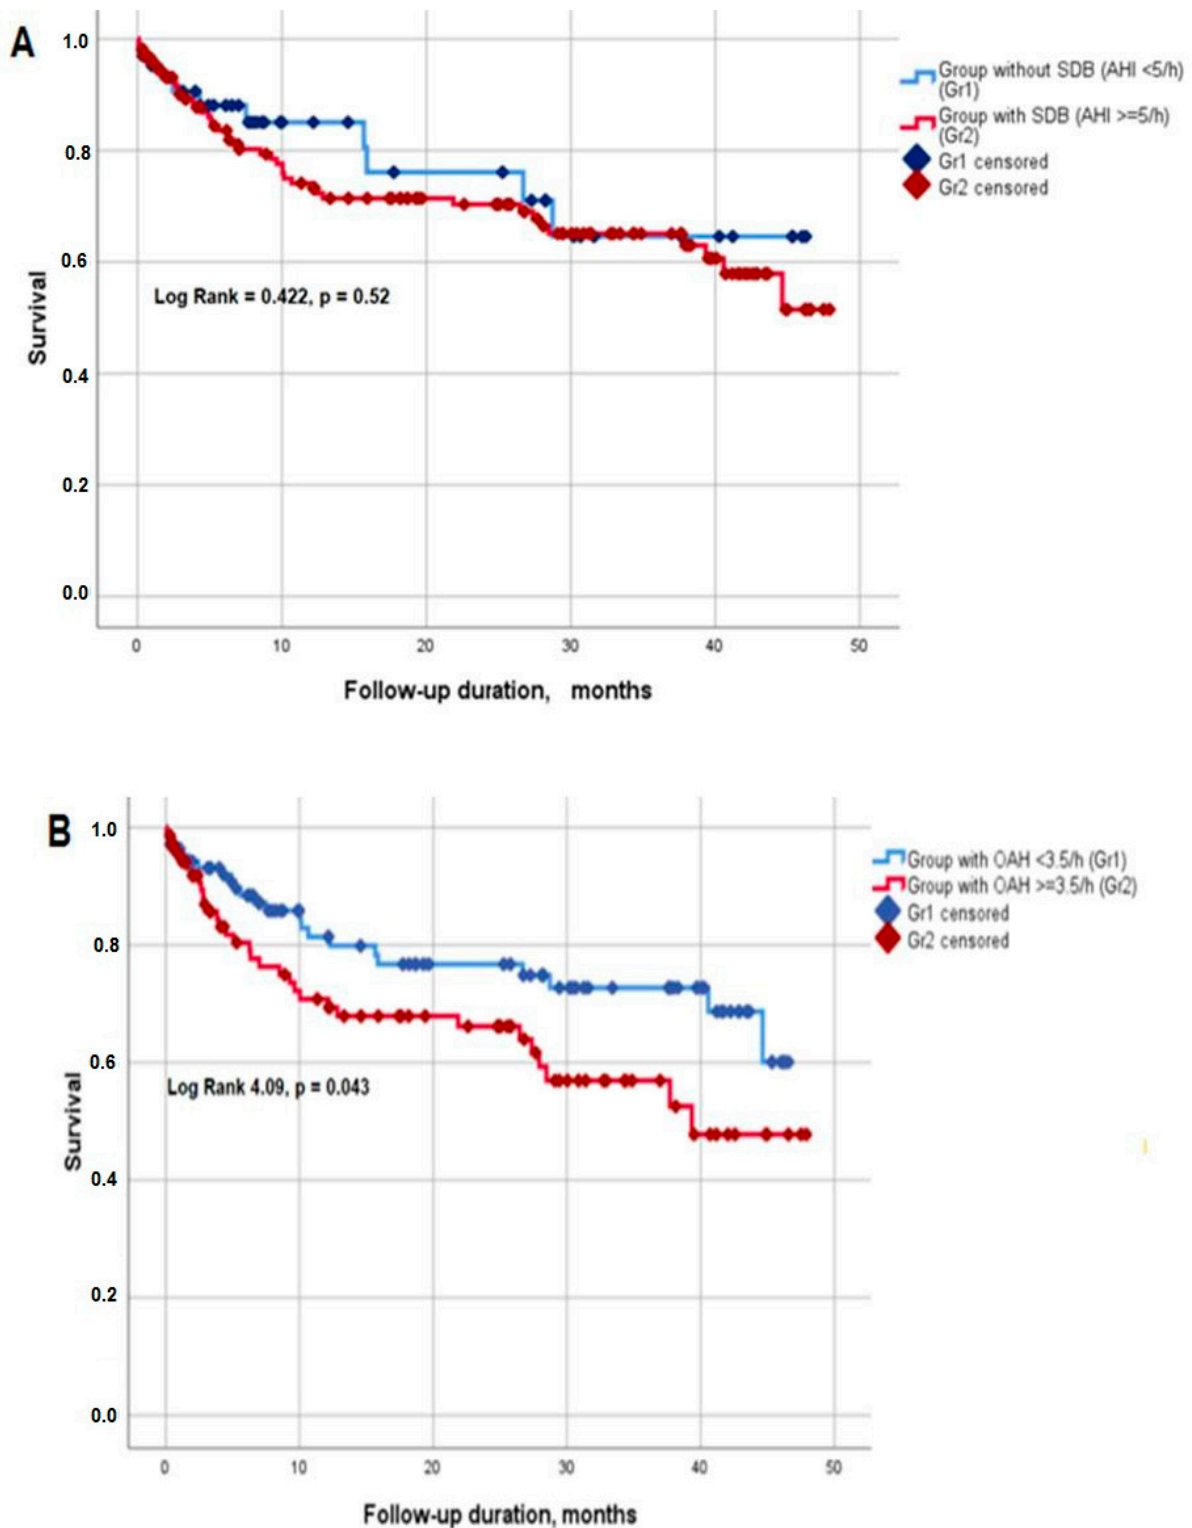 A
1.0
0.8
0.6
0.4
0.2
0.0
Survival
Log Rank = 0.422, p = 0.52
0 10 20 30 40 50
Follow-up duration, months
Group without SDB (AHI <5/h)
(Gr1)
Group with SDB (AHI >=5/h)
(Gr2)
Gr1 censored
Gr2 censored
B
1.0
0.8
0.6
0.4
0.2
0.0
Survival
Log Rank 4.09, p = 0.043
0 10 20 30 40 50
Follow-up duration, months
Group with OAH <3.5/h (Gr1)
Group with OAH >=3.5/h (Gr2)
Gr1 censored
Gr2 censored